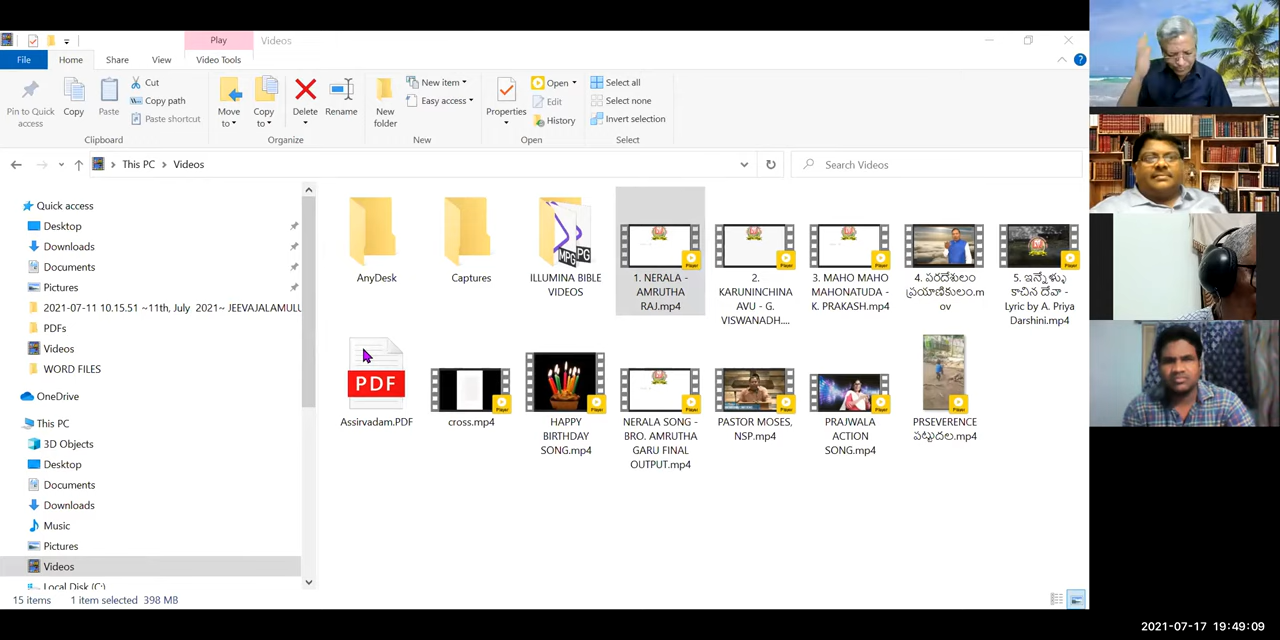 Play
Videos
File
Home
Share
View
Video Tools
Pin to Quick
access
Copy
Paste
Cut
Copy path
Paste shortcut
Clipboard
Move
to
Copy
to
Delete
Rename
Organize
New
folder
New item
Easy access
New
Properties
Open
Edit
History
Open
Select all
Select none
Invert selection
Select
This PC
Videos
Search Videos
Quick access
Desktop
Downloads
Documents
Pictures
2021-07-11 10.15.51 ~11th, July 2021~ JEEVAJALAMULU
PDFs
Videos
WORD FILES
OneDrive
This PC
3D Objects
Desktop
Documents
Downloads
Music
Pictures
Videos
Local Disk (C:)
AnyDesk
Captures
MPG
ILLUMINA BIBLE
VIDEOS
1. NERALA -
AMRUTHA
RAJ.mp4
2.
KARUNINCHINA
AVU - G.
VISWANADH....
3. MAHO MAHO
MAHONATUDA -
K. PRAKASH.mp4
4. పరదేశులం
ప్రయాణికులం.m
ov
5. ఇన్నేళ్ళు
కాచిన దేవా -
Lyric by A. Priya
Darshini.mp4
PDF
Assirvadam.PDF
cross.mp4
HAPPY
BIRTHDAY
SONG.mp4
NERALA SONG -
BRO. AMRUTHA
GARU FINAL
OUTPUT.mp4
PASTOR MOSES,
NSP.mp4
PRAJWALA
ACTION
SONG.mp4
PRSEVERENCE
పట్టుదల.mp4
15 items
1 item selected 398 MB
2021-07-17 19:49:09